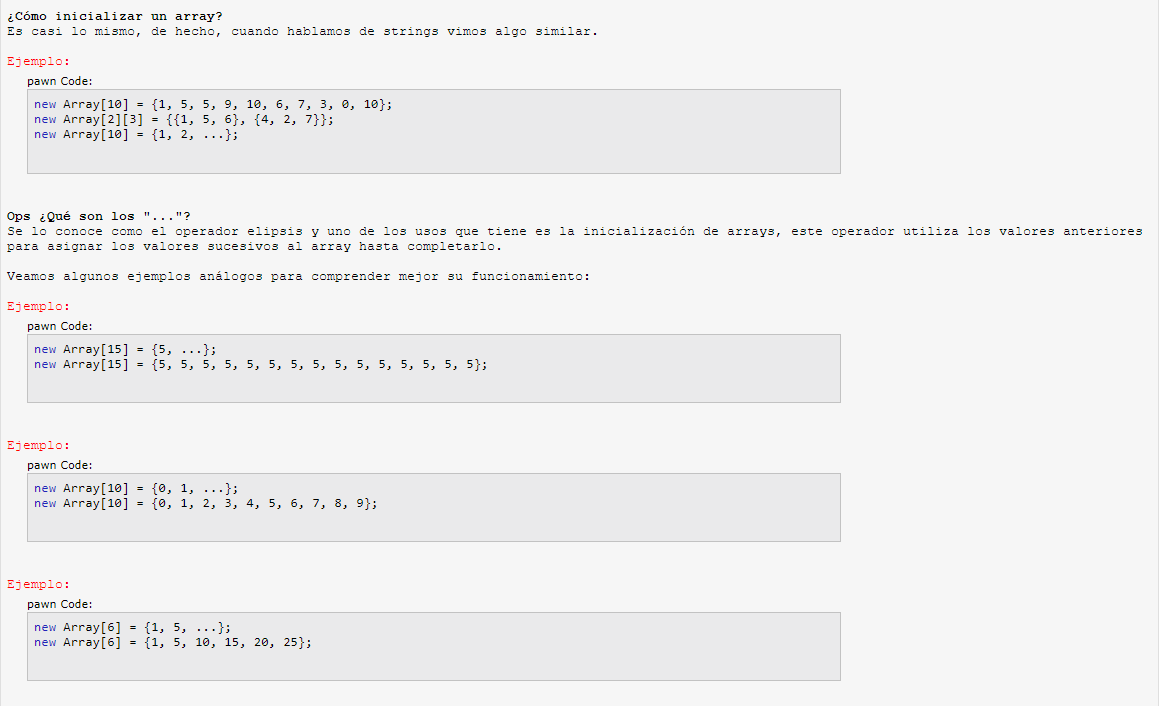 ¿Cómo inicializar un array?
Es casi lo mismo, de hecho, cuando hablamos de strings vimos algo similar.
Ejemplo:
pawn Code:
new Array[10] = {1, 5, 5, 9, 10, 6, 7, 3, 0, 10};
new Array[2][3] = {{1, 5, 6}, {4, 2, 7}};
new Array[10] = {1, 2, ...};
Ops ¿Qué son los "..."?
Se lo conoce como el operador elipsis y uno de los usos que tiene es la inicialización de arrays, este operador utiliza los valores anteriores
para asignar los valores sucesivos al array hasta completarlo.
Veamos algunos ejemplos análogos para comprender mejor su funcionamiento:
Ejemplo:
pawn Code:
new Array[15] = {5, ...};
new Array[15] = {5, 5, 5, 5, 5, 5, 5, 5, 5, 5, 5, 5, 5, 5, 5};
Ejemplo:
pawn Code:
new Array[10] = {0, 1, ...};
new Array[10] = {0, 1, 2, 3, 4, 5, 6, 7, 8, 9};
Ejemplo:
pawn Code:
new Array[6] = {1, 5, ...};
new Array[6] = {1, 5, 10, 15, 20, 25};